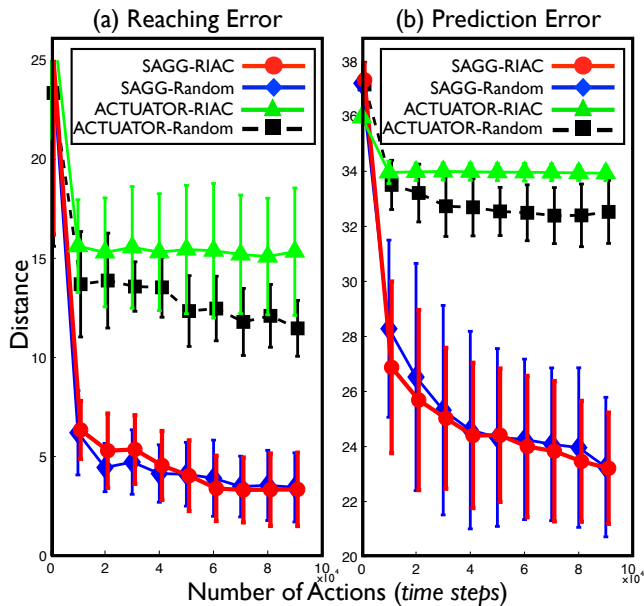 (a) Reaching Error
(b) Prediction Error
25
20
15
10
5
0
SAGG-RIAC
SAGG-Random
ACTUATOR-RIAC
ACTUATOR-Random
38
36
34
32
30
28
26
24
22
20
SAGG-RIAC
SAGG-Random
ACTUATOR-RIAC
ACTUATOR-Random
Distance
0 2 4 6 8 10
x10⁴
0 2 4 6 8 10
x10⁴
Number of Actions (time steps)